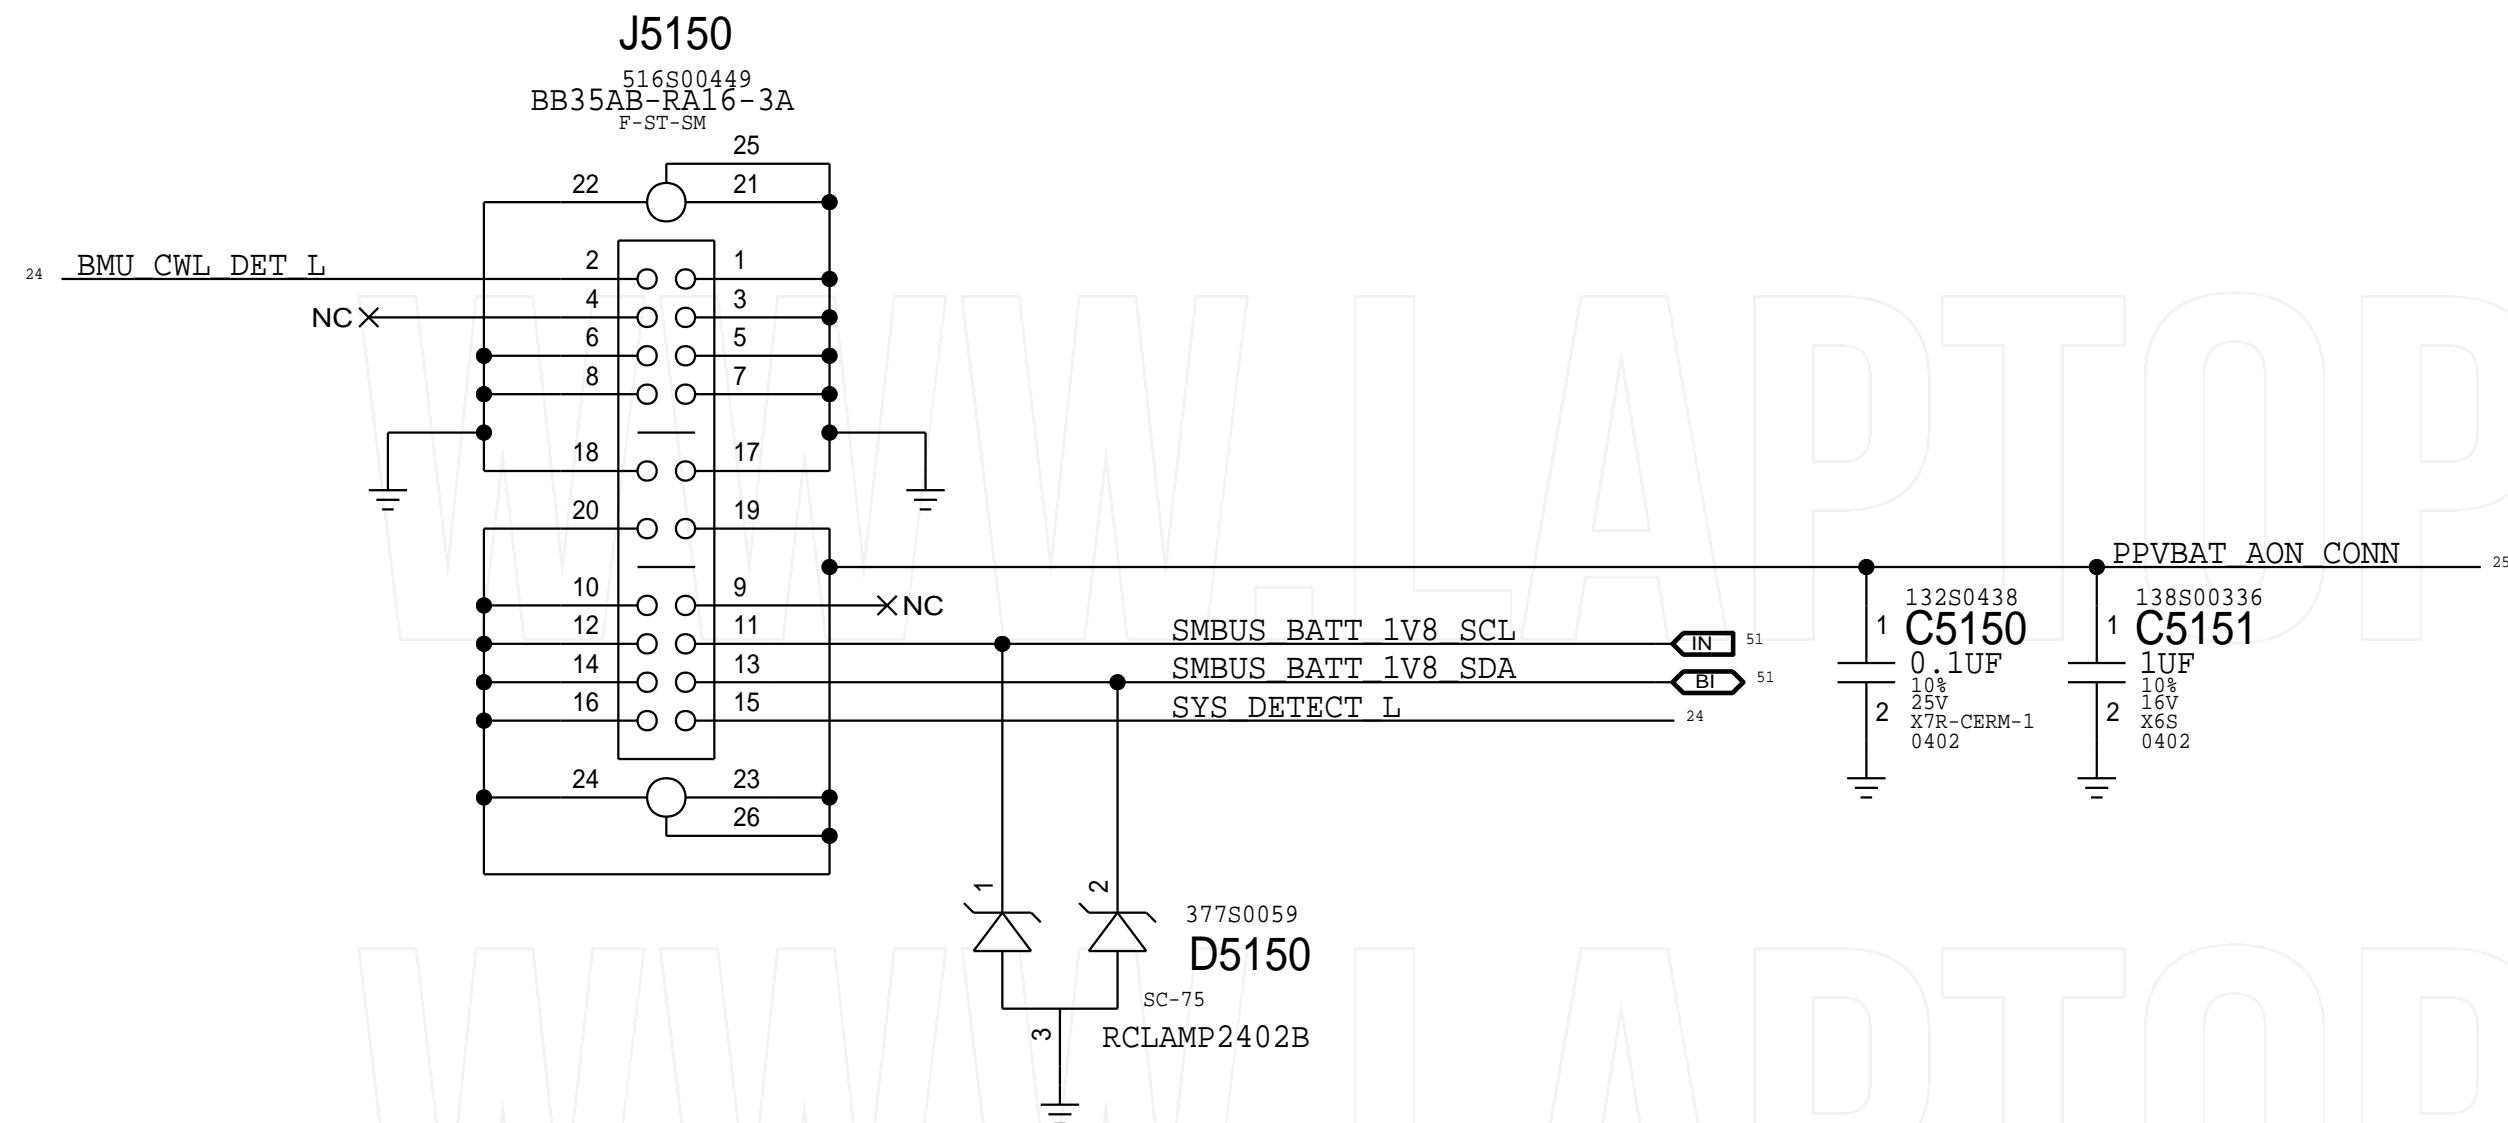 J5150
516S00449
BB35AB-RA16-3A
F-ST-SM
25
22 21
24 BMU_CWL_DET_L 2 1
NC 4 3
6 5
8 7
18 17
20 19
PPVBAT_AON_CONN 25
10 9 NC
12 11 SMBUS_BATT_1V8_SCL IN 51
14 13 SMBUS_BATT_1V8_SDA BI 51
16 15 SYS_DETECT_L 24
24 23
26
132S0438
1 C5150
0.1UF
10%
25V
2 X7R-CERM-1
0402
138S00336
1 C5151
1UF
10%
16V
2 X6S
0402
1 2
377S0059
D5150
SC-75
3 RCLAMP2402B
WWW.LAPTOP
WWW.LAPTOP